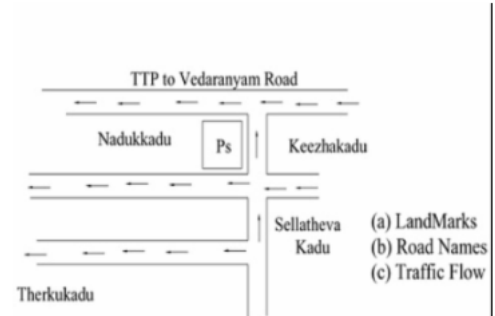 TTP to Vedaranyam Road
Nadukkadu
Ps
Keezhakadu
Sellatheva
Kadu
(a) LandMarks
(b) Road Names
(c) Traffic Flow
Therkukadu